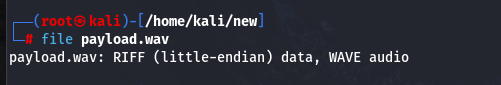 ┌──(root㉿kali)-[/home/kali/new]
└─# file payload.wav
payload.wav: RIFF (little-endian) data, WAVE audio